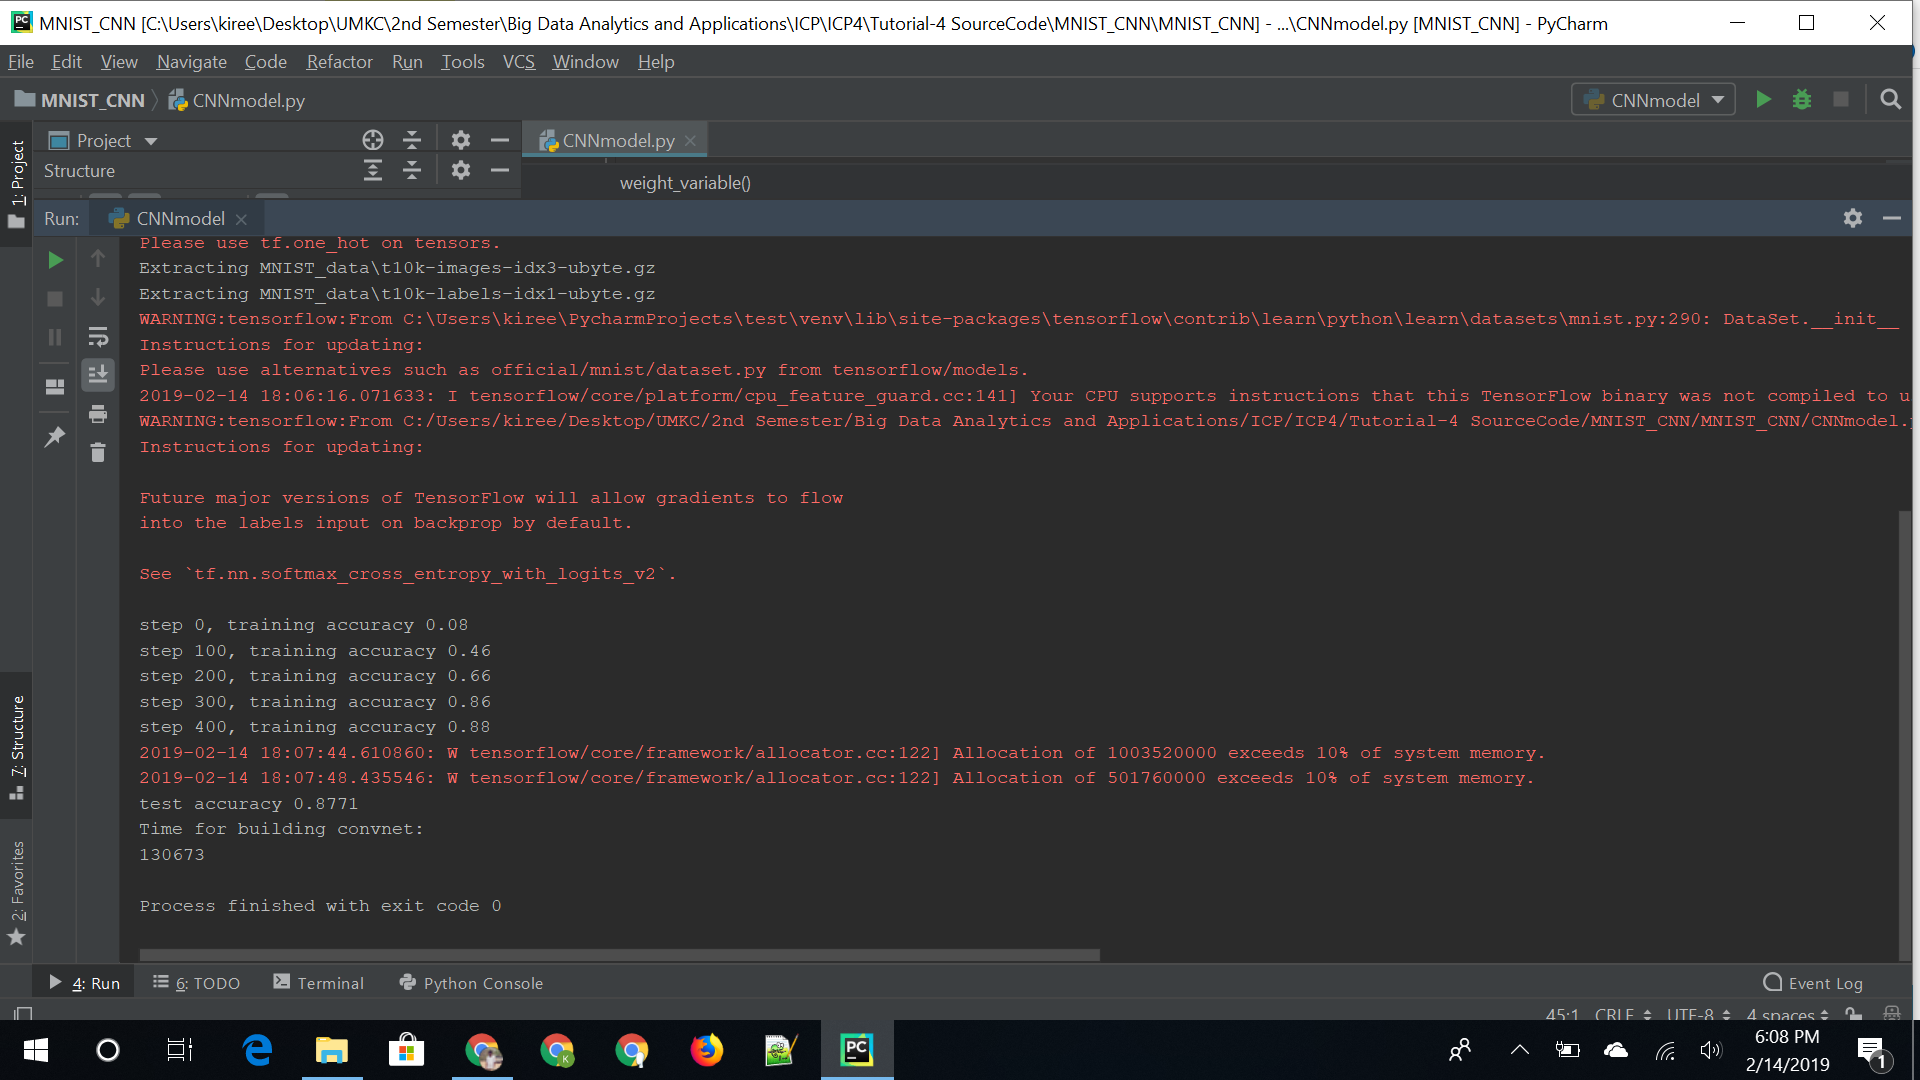 MNIST_CNN [C:\Users\kiree\Desktop\UMKC\2nd Semester\Big Data Analytics and Applications\ICP\ICP4\Tutorial-4 SourceCode\MNIST_CNN\MNIST_CNN] - ...\CNNmodel.py [MNIST_CNN] - PyCharm
File Edit View Navigate Code Refactor Run Tools VCS Window Help
MNIST_CNN CNNmodel.py CNNmodel
Project CNNmodel.py
Structure
weight_variable()
Run: CNNmodel
Please use tf.one_hot on tensors.
Extracting MNIST_data\t10k-images-idx3-ubyte.gz
Extracting MNIST_data\t10k-labels-idx1-ubyte.gz
WARNING:tensorflow:From C:\Users\kiree\PycharmProjects\test\venv\lib\site-packages\tensorflow\contrib\learn\python\learn\datasets\mnist.py:290: DataSet.__init__
Instructions for updating:
Please use alternatives such as official/mnist/dataset.py from tensorflow/models.
2019-02-14 18:06:16.071633: I tensorflow/core/platform/cpu_feature_guard.cc:141] Your CPU supports instructions that this TensorFlow binary was not compiled to u
WARNING:tensorflow:From C:/Users/kiree/Desktop/UMKC/2nd Semester/Big Data Analytics and Applications/ICP/ICP4/Tutorial-4 SourceCode/MNIST_CNN/MNIST_CNN/CNNmodel.p
Instructions for updating:
Future major versions of TensorFlow will allow gradients to flow
into the labels input on backprop by default.
See `tf.nn.softmax_cross_entropy_with_logits_v2`.
step 0, training accuracy 0.08
step 100, training accuracy 0.46
step 200, training accuracy 0.66
step 300, training accuracy 0.86
step 400, training accuracy 0.88
2019-02-14 18:07:44.610860: W tensorflow/core/framework/allocator.cc:122] Allocation of 1003520000 exceeds 10% of system memory.
2019-02-14 18:07:48.435546: W tensorflow/core/framework/allocator.cc:122] Allocation of 501760000 exceeds 10% of system memory.
test accuracy 0.8771
Time for building convnet:
130673
Process finished with exit code 0
1: Project
7: Structure
2: Favorites
4: Run 6: TODO Terminal Python Console Event Log
45:1 CRLF UTF-8 4 spaces
PC
K
6:08 PM
2/14/2019
1